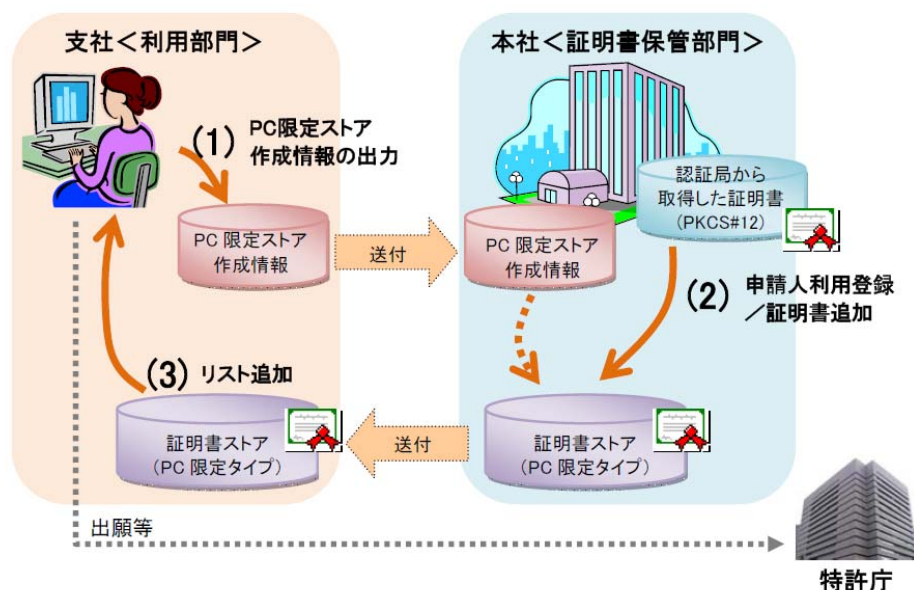 支社＜利用部門＞
本社＜証明書保管部門＞
(1) PC限定ストア
作成情報の出力
認証局から
取得した証明書
(PKCS#12)
PC 限定ストア
作成情報
送付
PC 限定ストア
作成情報
(2) 申請人利用登録
／証明書追加
(3) リスト追加
証明書ストア
(PC 限定タイプ)
送付
証明書ストア
(PC 限定タイプ)
出願等
特許庁